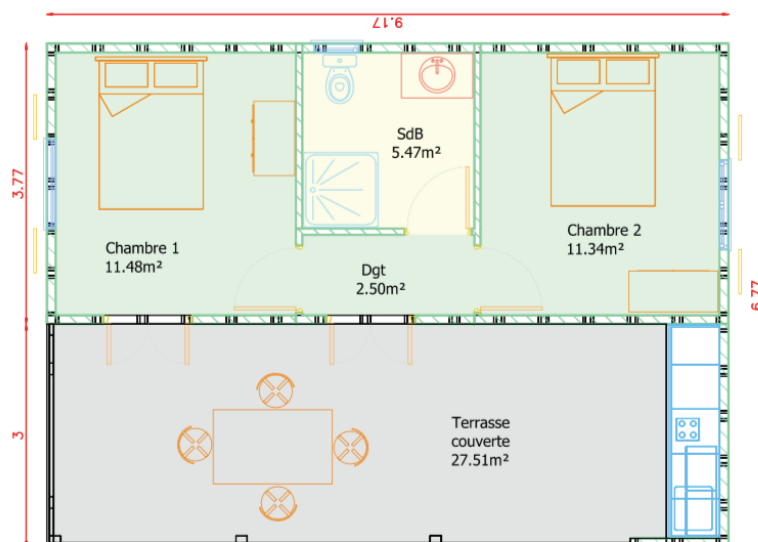 9.17
3.77
SdB
5.47m²
Chambre 1
11.48m²
Chambre 2
11.34m²
Dgt
2.50m²
6.77
3
Terrasse
couverte
27.51m²